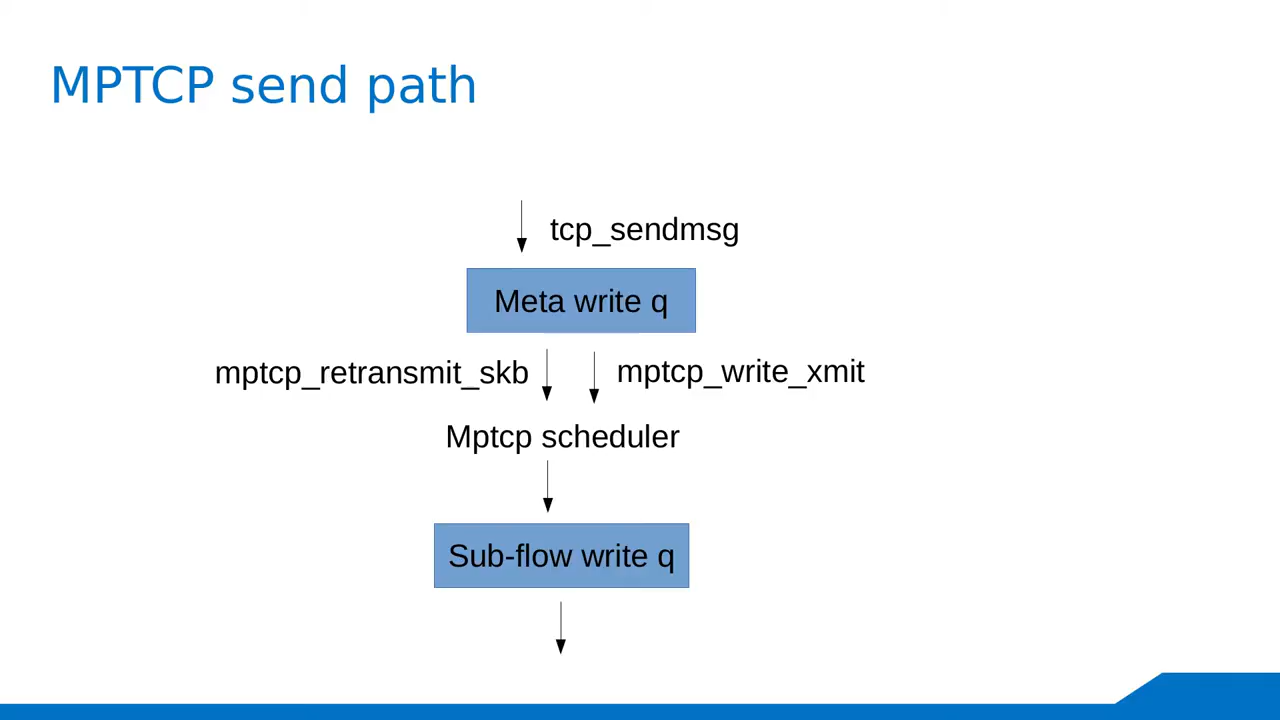 MPTCP send path
tcp_sendmsg
Meta write q
mptcp_retransmit_skb
mptcp_write_xmit
Mptcp scheduler
Sub-flow write q